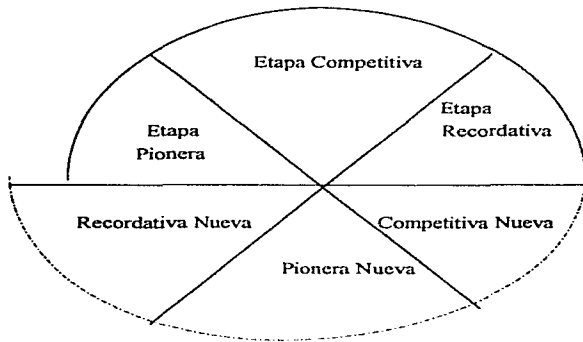 Etapa Competitiva
Etapa
Pionera
Etapa
Recordativa
Recordativa Nueva
Competitiva Nueva
Pionera Nueva